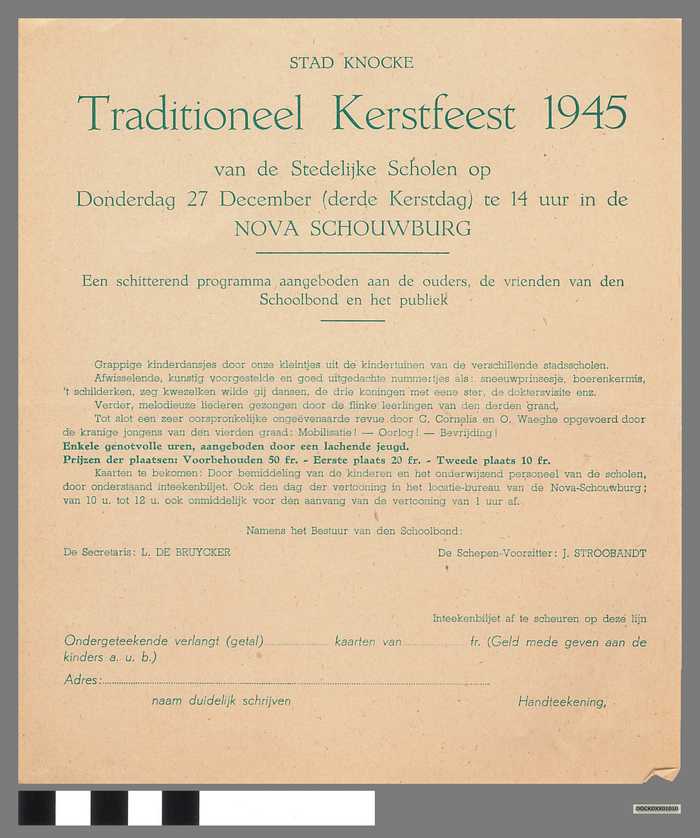 STAD KNOCKE
Traditioneel Kerstfeest 1945
van de Stedelijke Scholen op
Donderdag 27 December (derde Kerstdag) te 14 uur in de
NOVA SCHOUWBURG
Een schitterend programma aangeboden aan de ouders, de vrienden van den
Schoolbond en het publiek
Grappige kinderdansjes door onze kleintjes uit de kindertuinen van de verschillende stadsscholen.
Afwisselende, kunstig voorgestelde en goed uitgedachte nummertjes als: sneeuwprinsesje, boerenkermis,
't schilderken, zeg kwezelken wilde gij dansen, de drie koningen met eene ster, de doktersvisite enz.
Verder, melodieuze liederen gezongen door de flinke leerlingen van den derden graad,
Tot slot een zeer oorspronkelijke ongeëvenaarde revue door G. Cornelis en O. Waeghe opgevoerd door
de kranige jongens van den vierden graad: Mobilisatie! — Oorlog! — Bevrijding!
Enkele genotvolle uren, aangeboden door een lachende jeugd.
Prijzen der plaatsen: Voorbehouden 50 fr. - Eerste plaats 20 fr. - Tweede plaats 10 fr.
Kaarten te bekomen: Door bemiddeling van de kinderen en het onderwijzend personeel van de scholen,
door onderstaand inteekenbiljet. Ook den dag der vertooning in het locatie-bureau van de Nova-Schouwburg;
van 10 u. tot 12 u. ook onmiddelijk voor den aanvang van de vertooning van 1 uur af.
Namens het Bestuur van den Schoolbond:
De Secretaris: L. DE BRUYCKER De Schepen-Voorzitter: J. STROOBANDT
Inteekenbiljet af te scheuren op deze lijn
Ondergeteekende verlangt (getal) kaarten van fr. (Geld mede geven aan de
kinders a. u. b.)
Adres:
naam duidelijk schrijven Handteekening,